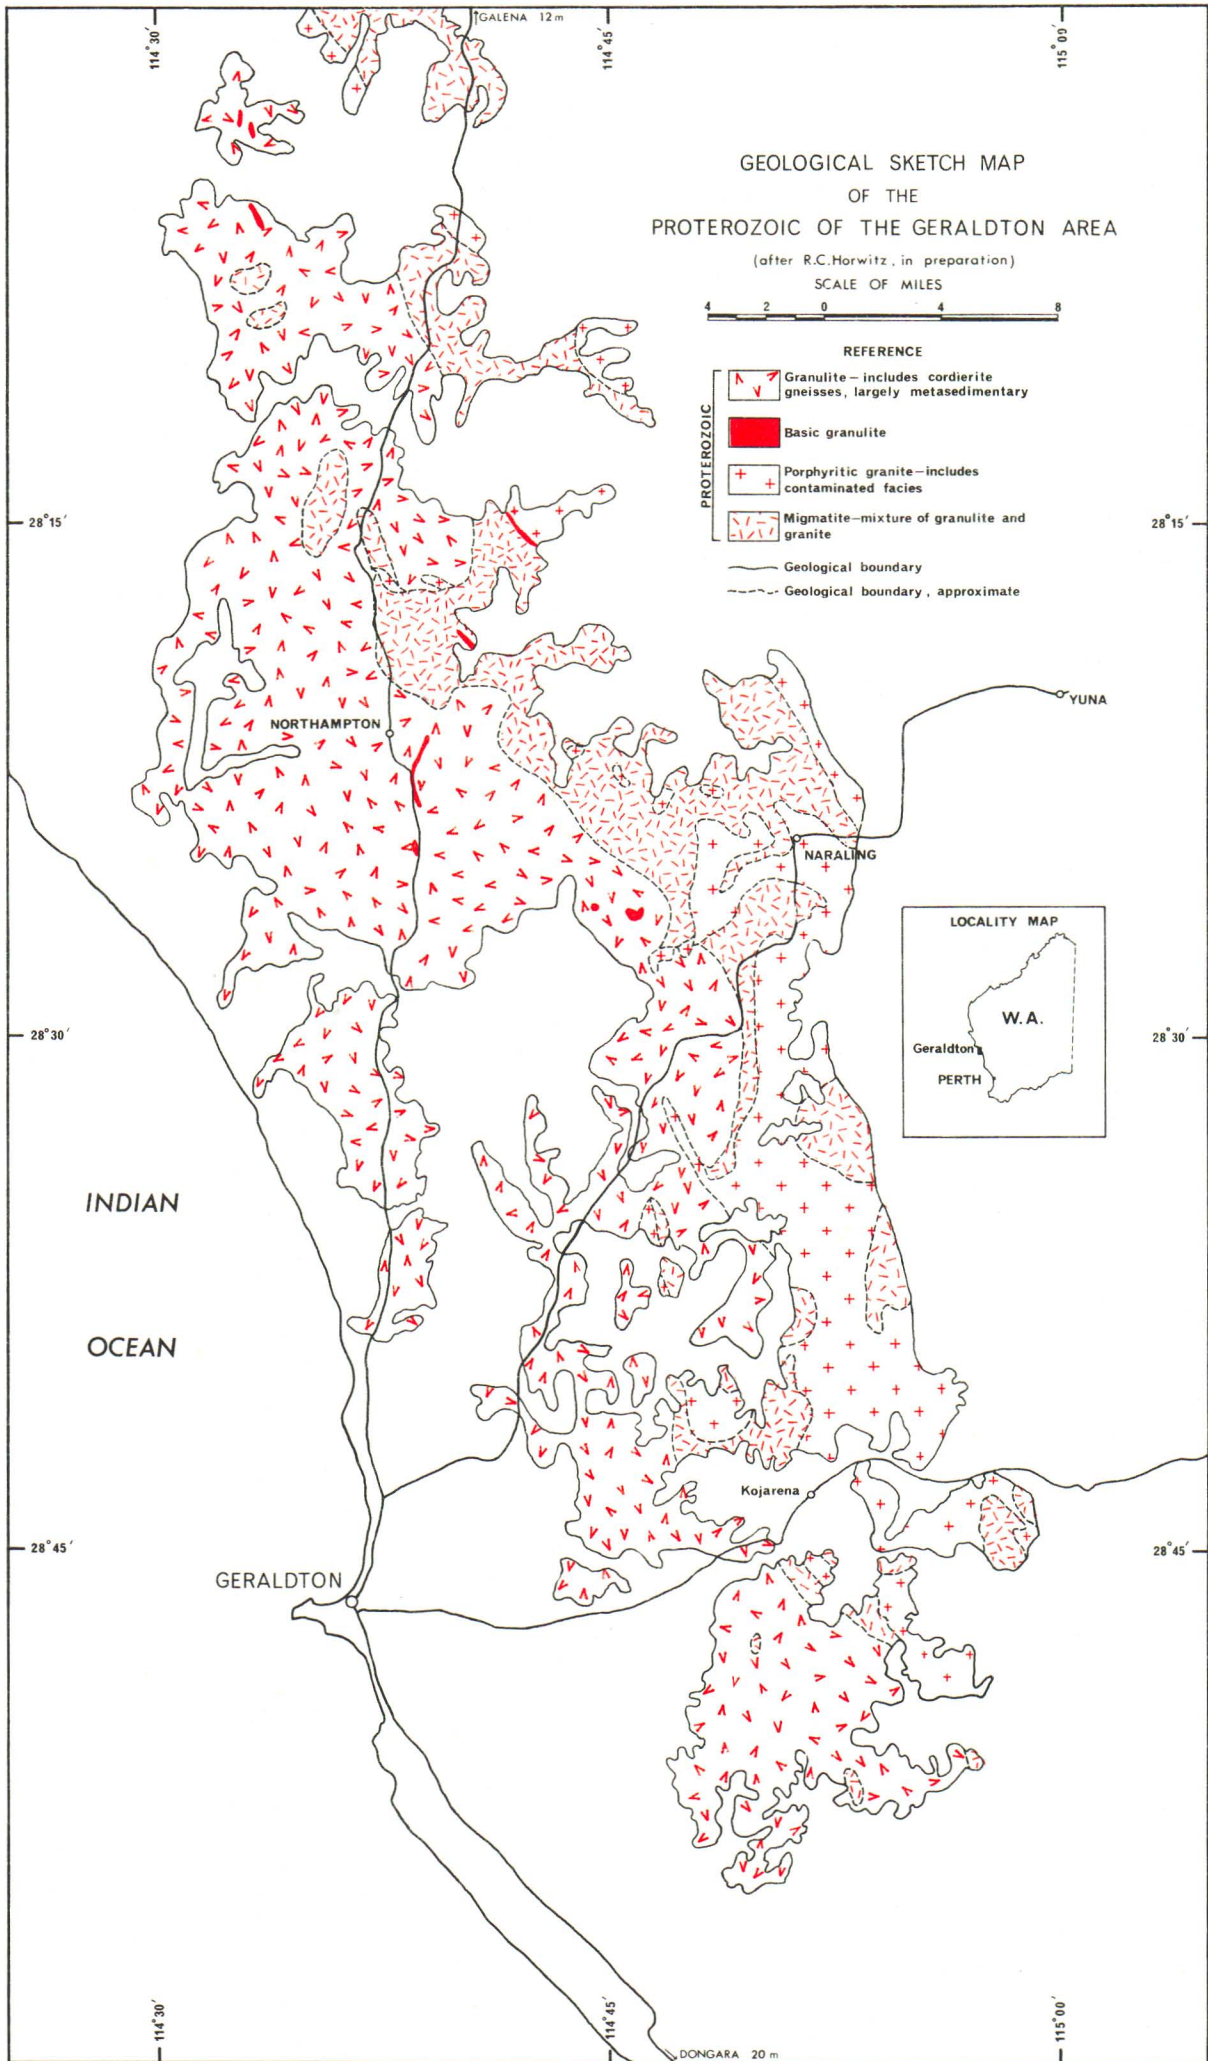 GALENA 12 m
114°30′
114°45′
115°09′
GEOLOGICAL SKETCH MAP
OF THE
PROTEROZOIC OF THE GERALDTON AREA
(after R.C.Horwitz, in preparation)
SCALE OF MILES
4 2 0 4 8
REFERENCE
PROTEROZOIC
Granulite — includes cordierite
gneisses, largely metasedimentary
Basic granulite
Porphyritic granite—includes
contaminated facies
Migmatite—mixture of granulite and
granite
Geological boundary
Geological boundary, approximate
28°15′
28°15′
YUNA
NORTHAMPTON
NARALING
LOCALITY MAP
W.A.
Geraldton
PERTH
28°30′
28°30′
INDIAN
OCEAN
Kojarena
28°45′
28°45′
GERALDTON
114°30′
114°45′
115°00′
DONGARA 20 m